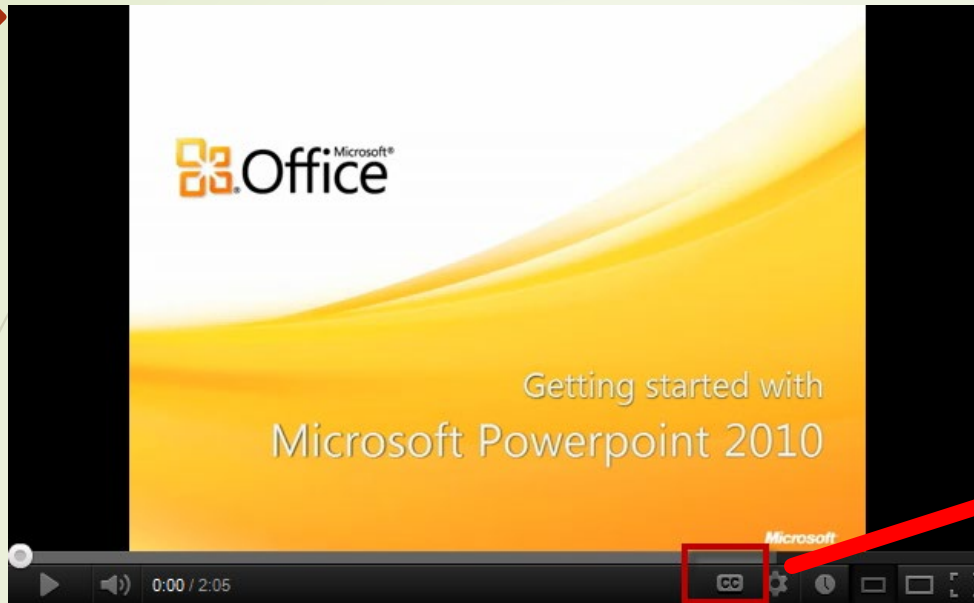 Microsoft®
Office
Getting started with
Microsoft Powerpoint 2010
Microsoft
0:00 / 2:05
CC